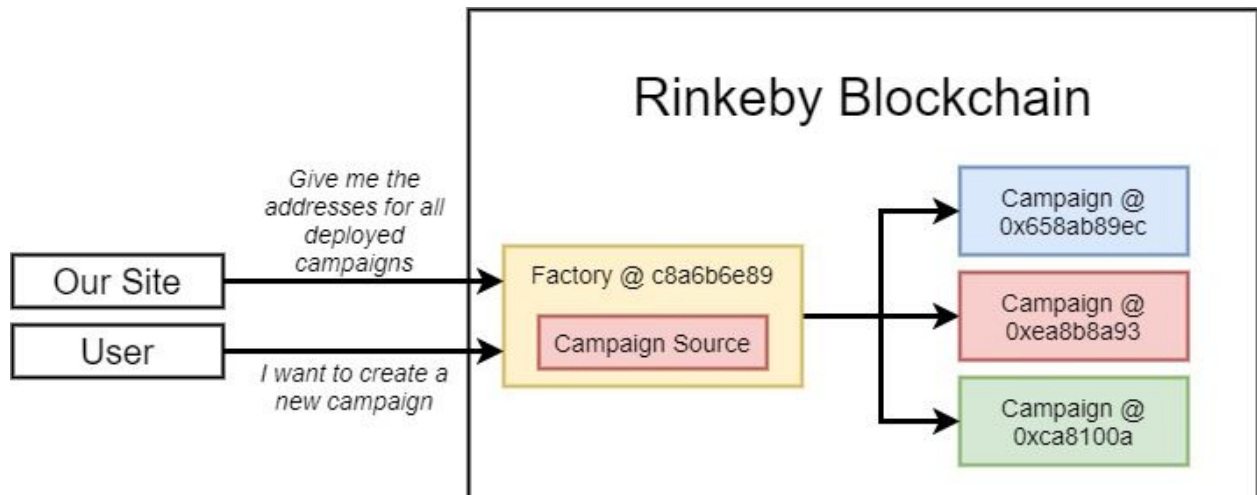 Rinkeby Blockchain
Give me the
addresses for all
deployed
campaigns
Our Site
User
I want to create a
new campaign
Factory @ c8a6b6e89
Campaign Source
Campaign @
0x658ab89ec
Campaign @
0xea8b8a93
Campaign @
0xca8100a